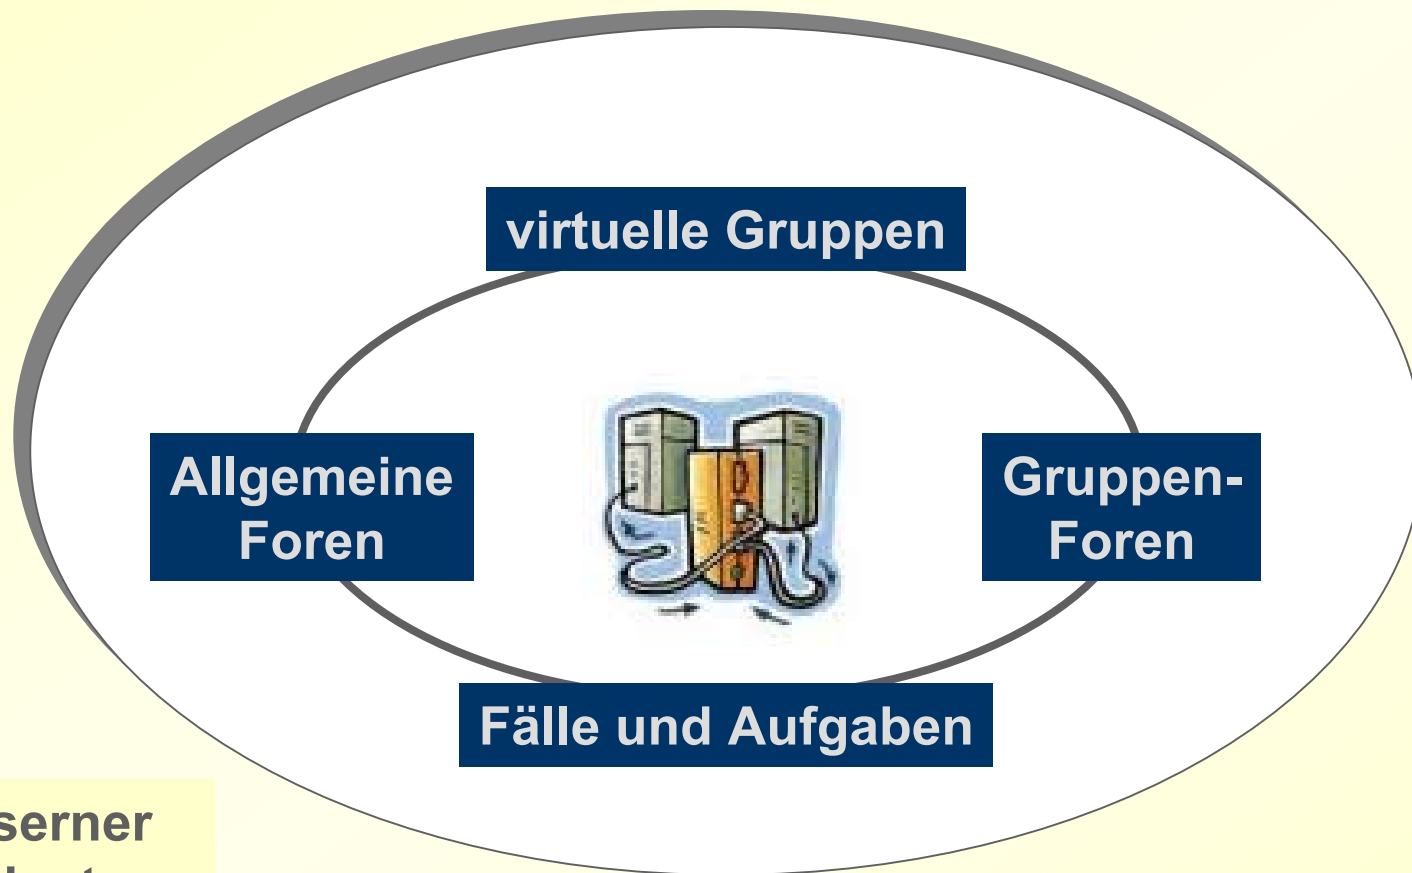 virtuelle Gruppen
Allgemeine
Foren
Gruppen-
Foren
Fälle und Aufgaben
serner